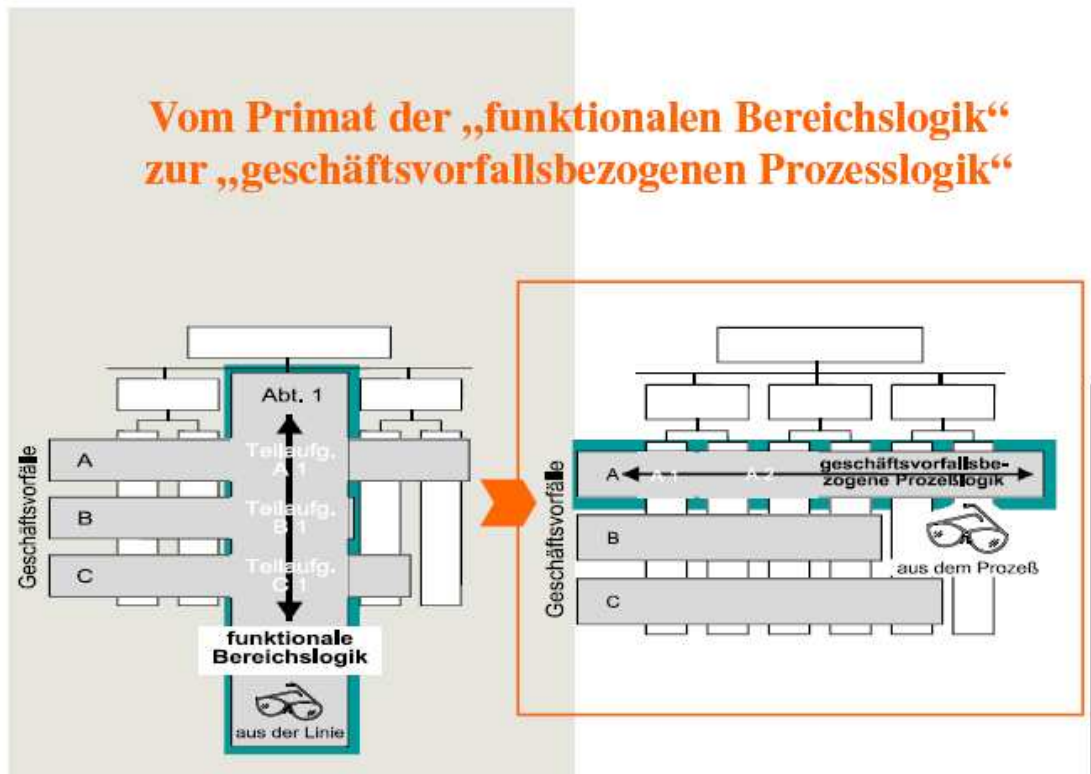 Vom Primat der „funktionalen Bereichslogik“
zur „geschäftsvorfallsbezogenen Prozesslogik“
Geschäftsvorfälle
Abt. 1
A
Teilaufg.
A 1
B
Teilaufg.
B 1
C
Teilaufg.
C 1
funktionale
Bereichslogik
aus der Linie
Geschäftsvorfälle
A
A 1
A 2
geschäftsvorfallsbe-
zogene Prozeßlogik
B
aus dem Prozeß
C